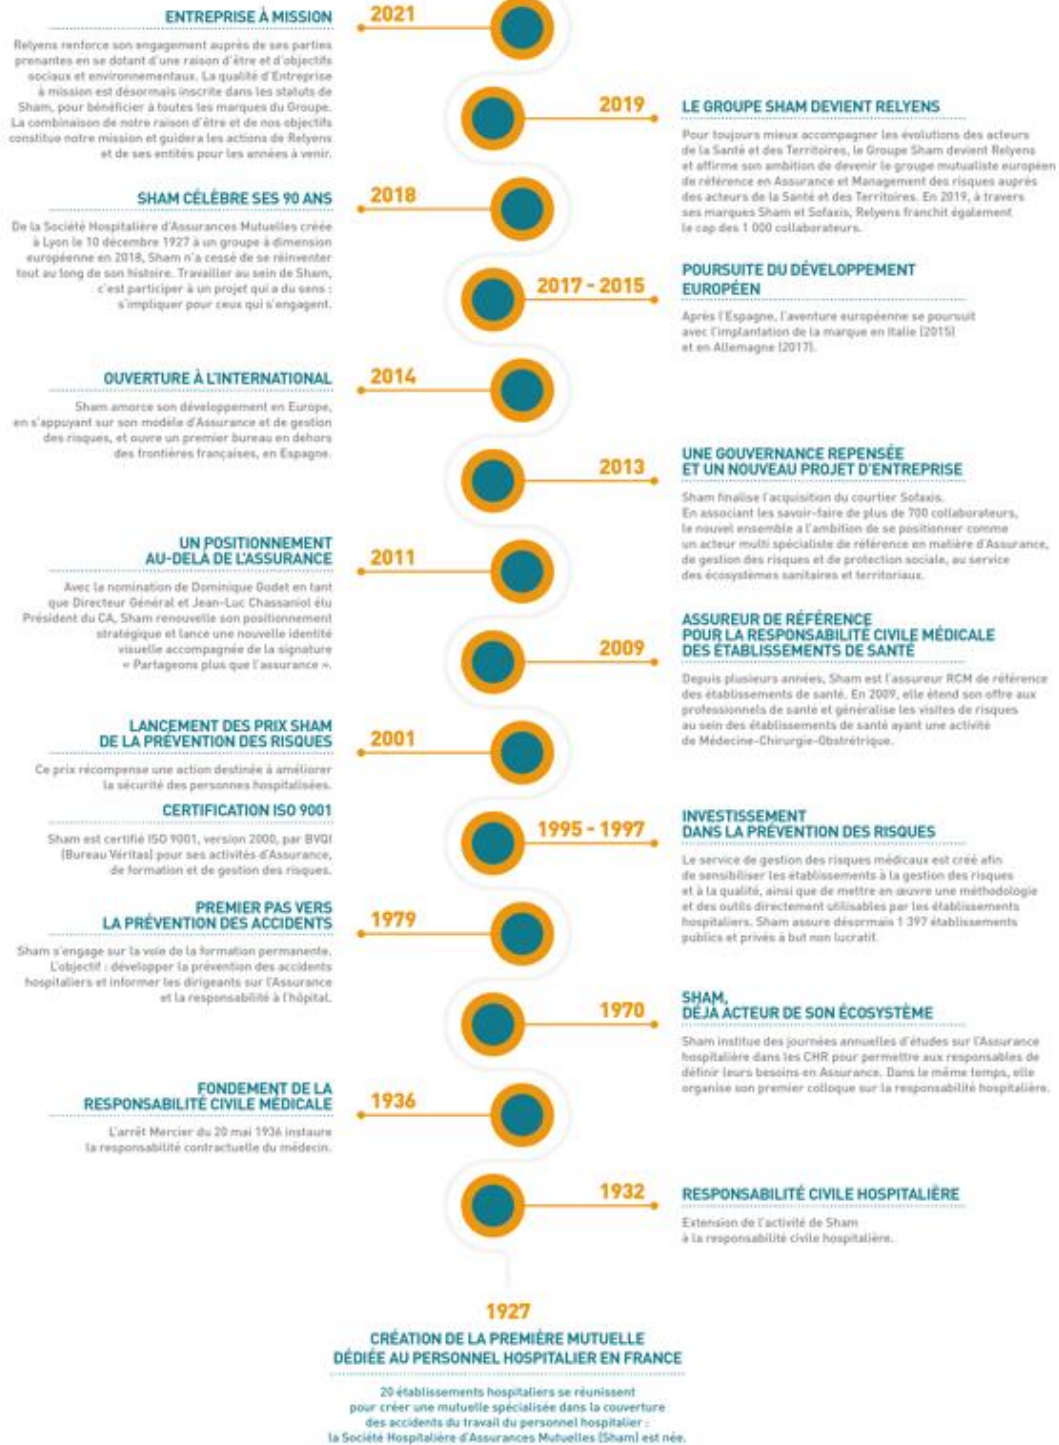 ENTREPRISE À MISSION
2021
Relyens renforce son engagement auprès de ses parties
prenantes en se dotant d'une raison d'être et d'objectifs
sociaux et environnementaux. La qualité d'Entreprise
à mission est désormais inscrite dans les statuts de
Sham, pour bénéficier à toutes les marques du Groupe.
La combinaison de notre raison d'être et de nos objectifs
constitue notre mission et guidera les actions de Relyens
et de ses entités pour les années à venir.
2019
LE GROUPE SHAM DEVIENT RELYENS
Pour toujours mieux accompagner les évolutions des acteurs
de la Santé et des Territoires, le Groupe Sham devient Relyens
et affirme son ambition de devenir le groupe mutualiste européen
de référence en Assurance et Management des risques auprès
des acteurs de la Santé et des Territoires. En 2019, à travers
ses marques Sham et Sofaxis, Relyens franchit également
le cap des 1 000 collaborateurs.
SHAM CÉLÈBRE SES 90 ANS
2018
De la Société Hospitalière d'Assurances Mutuelles créée
à Lyon le 10 décembre 1927 à un groupe à dimension
européenne en 2018, Sham n'a cessé de se réinventer
tout au long de son histoire. Travailler au sein de Sham,
c'est participer à un projet qui a du sens :
s'impliquer pour ceux qui s'engagent.
2017 - 2015
POURSUITE DU DÉVELOPPEMENT
EUROPÉEN
Après l'Espagne, l'aventure européenne se poursuit
avec l'implantation de la marque en Italie (2015)
et en Allemagne (2017).
OUVERTURE À L'INTERNATIONAL
2014
Sham amorce son développement en Europe,
en s'appuyant sur son modèle d'Assurance et de gestion
des risques, et ouvre un premier bureau en dehors
des frontières françaises, en Espagne.
2013
UNE GOUVERNANCE REPENSÉE
ET UN NOUVEAU PROJET D'ENTREPRISE
Sham finalise l'acquisition du courtier Sofaxis.
En associant les savoir-faire de plus de 700 collaborateurs,
le nouvel ensemble a l'ambition de se positionner comme
un acteur multi spécialiste de référence en matière d'Assurance,
de gestion des risques et de protection sociale, au service
des écosystèmes sanitaires et territoriaux.
UN POSITIONNEMENT
AU-DELÀ DE L'ASSURANCE
2011
Avec la nomination de Dominique Godet en tant
que Directeur Général et Jean-Luc Chassaniol élu
Président du CA, Sham renouvelle son positionnement
stratégique et lance une nouvelle identité
visuelle accompagnée de la signature
« Partageons plus que l'assurance ».
2009
ASSUREUR DE RÉFÉRENCE
POUR LA RESPONSABILITÉ CIVILE MÉDICALE
DES ÉTABLISSEMENTS DE SANTÉ
Depuis plusieurs années, Sham est l'assureur RCM de référence
des établissements de santé. En 2009, elle étend son offre aux
professionnels de santé et généralise les visites de risques
au sein des établissements de santé ayant une activité
de Médecine-Chirurgie-Obstrétrique.
LANCEMENT DES PRIX SHAM
DE LA PRÉVENTION DES RISQUES
2001
Ce prix récompense une action destinée à améliorer
la sécurité des personnes hospitalisées.
CERTIFICATION ISO 9001
Sham est certifié ISO 9001, version 2000, par BVQI
(Bureau Véritas) pour ses activités d'Assurance,
de formation et de gestion des risques.
1995 - 1997
INVESTISSEMENT
DANS LA PRÉVENTION DES RISQUES
Le service de gestion des risques médicaux est créé afin
de sensibiliser les établissements à la gestion des risques
et à la qualité, ainsi que de mettre en œuvre une méthodologie
et des outils directement utilisables par les établissements
hospitaliers. Sham assure désormais 1 397 établissements
publics et privés à but non lucratif.
PREMIER PAS VERS
LA PRÉVENTION DES ACCIDENTS
1979
Sham s'engage sur la voie de la formation permanente.
L'objectif : développer la prévention des accidents
hospitaliers et informer les dirigeants sur l'Assurance
et la responsabilité à l'hôpital.
1970
SHAM,
DÉJÀ ACTEUR DE SON ÉCOSYSTÈME
Sham institue des journées annuelles d'études sur l'Assurance
hospitalière dans les CHR pour permettre aux responsables de
définir leurs besoins en Assurance. Dans le même temps, elle
organise son premier colloque sur la responsabilité hospitalière.
FONDEMENT DE LA
RESPONSABILITÉ CIVILE MÉDICALE
1936
L'arrêt Mercier du 20 mai 1936 instaure
la responsabilité contractuelle du médecin.
1932
RESPONSABILITÉ CIVILE HOSPITALIÈRE
Extension de l'activité de Sham
à la responsabilité civile hospitalière.
1927
CRÉATION DE LA PREMIÈRE MUTUELLE
DÉDIÉE AU PERSONNEL HOSPITALIER EN FRANCE
20 établissements hospitaliers se réunissent
pour créer une mutuelle spécialisée dans la couverture
des accidents du travail du personnel hospitalier :
la Société Hospitalière d'Assurances Mutuelles (Sham) est née.